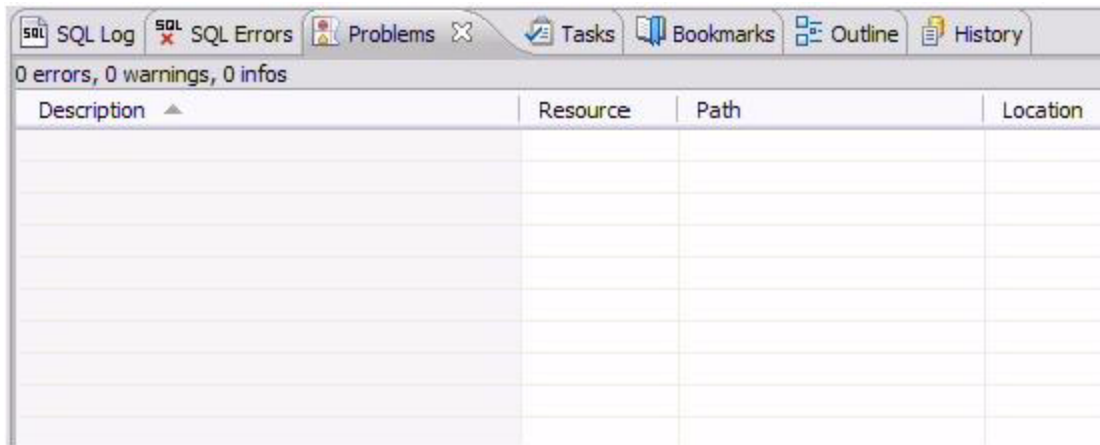 SQL SQL Log SQL SQL Errors Problems Tasks Bookmarks Outline History
0 errors, 0 warnings, 0 infos
Description Resource Path Location